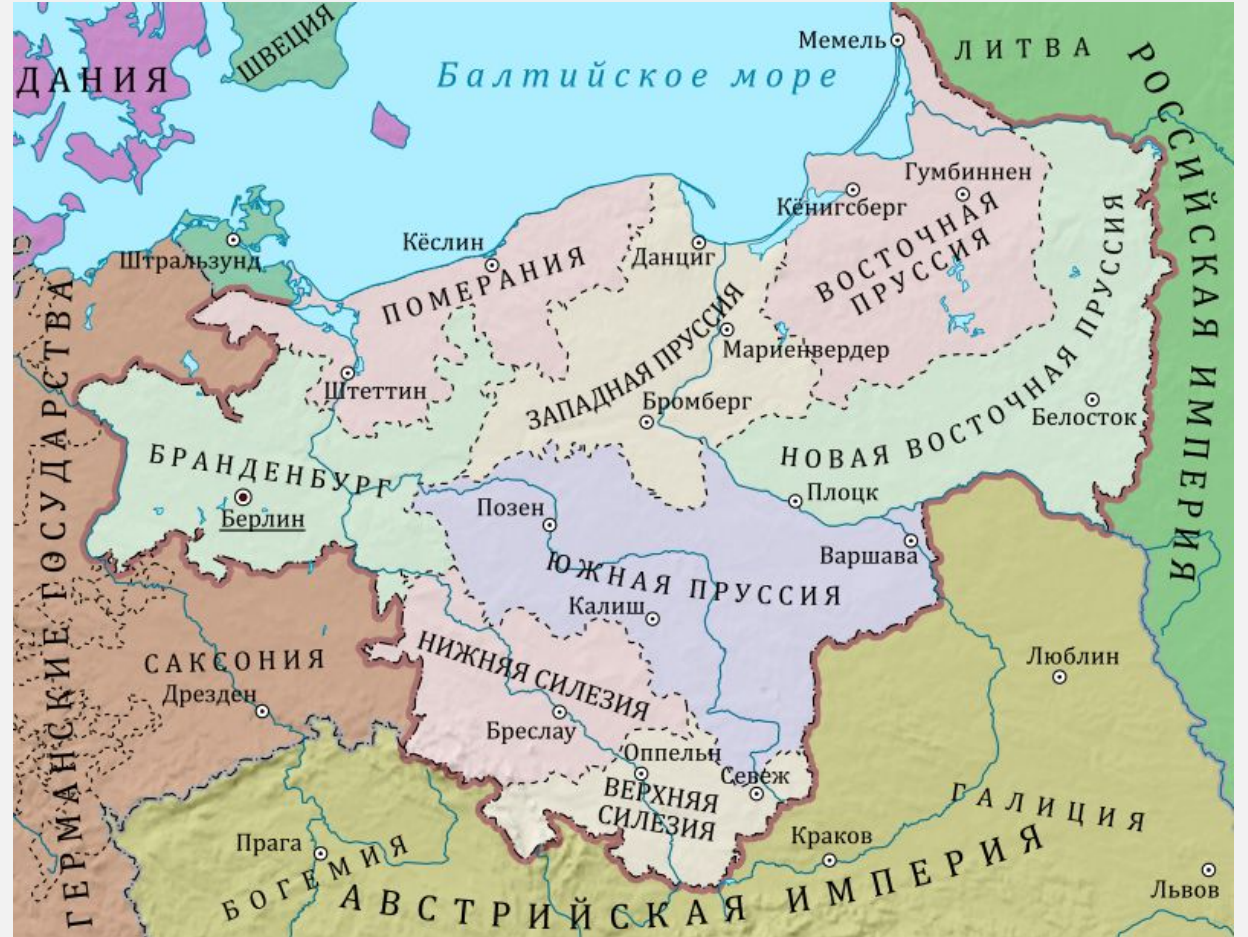 ДАНИЯ
ШВЕЦИЯ
Балтийское море
Мемель
ЛИТВА
РОССИЙСКАЯ ИМПЕРИЯ
Гумбиннен
Кёнигсберг
ВОСТОЧНАЯ
ПРУССИЯ
Штральзунд
Кёслин
ПОМЕРАНИЯ
Данциг
ЗАПАДНАЯ ПРУССИЯ
Мариенвердер
Штеттин
Бромберг
НОВАЯ ВОСТОЧНАЯ ПРУССИЯ
Белосток
ГЕРМАНСКИЕ ГОСУДАРСТВА
БРАНДЕНБУРГ
Берлин
Позен
Плоцк
Варшава
ЮЖНАЯ ПРУССИЯ
Калиш
САКСОНИЯ
Дрезден
НИЖНЯЯ СИЛЕЗИЯ
Бреслау
Люблин
Оппельн
Севеж
ВЕРХНЯЯ
СИЛЕЗИЯ
ГАЛИЦИЯ
Прага
БОГЕМИЯ
Краков
АВСТРИЙСКАЯ ИМПЕРИЯ
Львов